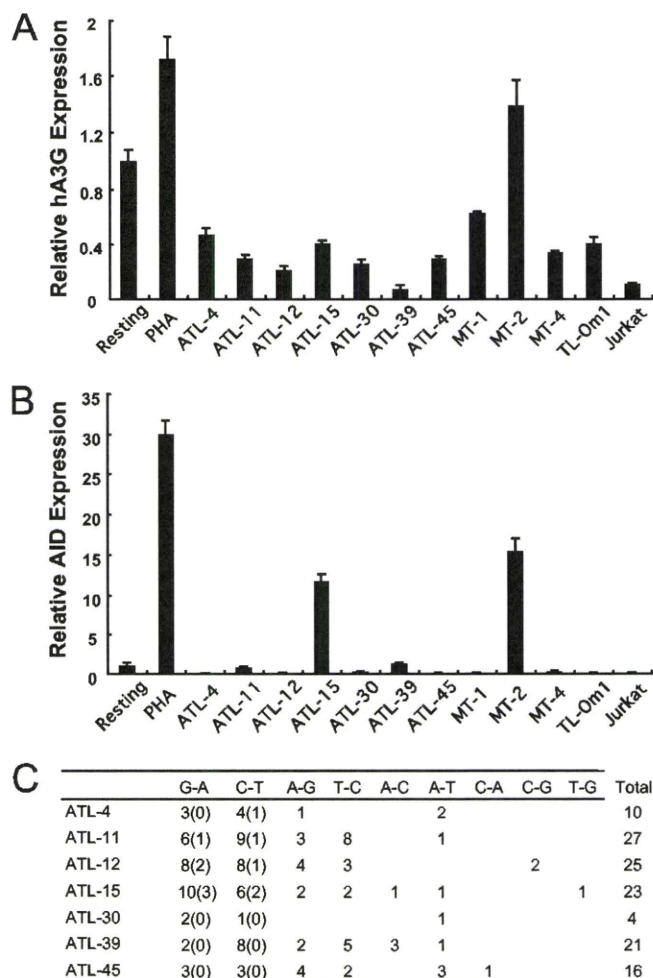 A
Relative hA3G Expression
2
1.6
1.2
0.8
0.4
0
Resting PHA ATL-4 ATL-11 ATL-12 ATL-15 ATL-30 ATL-39 ATL-45 MT-1 MT-2 MT-4 TL-Om1 Jurkat
B
Relative AID Expression
35
30
25
20
15
10
5
Resting PHA ATL-4 ATL-11 ATL-12 ATL-15 ATL-30 ATL-39 ATL-45 MT-1 MT-2 MT-4 TL-Om1 Jurkat
C
G-A C-T A-G T-C A-C A-T C-A C-G T-G Total
ATL-4 3(0) 4(1) 1 2 10
ATL-11 6(1) 9(1) 3 8 1 27
ATL-12 8(2) 8(1) 4 3 2 25
ATL-15 10(3) 6(2) 2 2 1 1 1 23
ATL-30 2(0) 1(0) 1 4
ATL-39 2(0) 8(0) 2 5 3 1 21
ATL-45 3(0) 3(0) 4 2 3 1 16